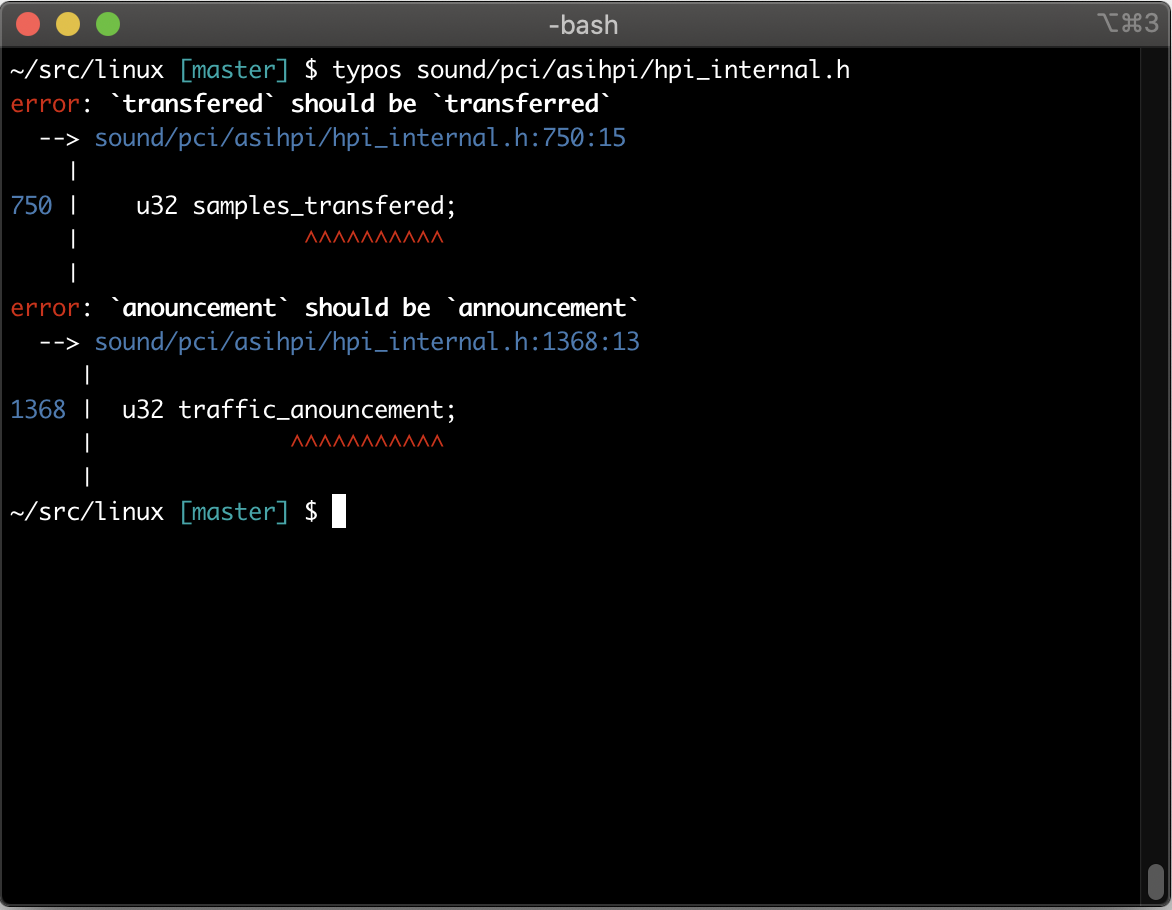 -bash ⌥⌘3
~/src/linux [master] $ typos sound/pci/asihpi/hpi_internal.h
error: `transfered` should be `transferred`
  --> sound/pci/asihpi/hpi_internal.h:750:15
    |
750 |    u32 samples_transfered;
    |                ^^^^^^^^^^
    |
error: `anouncement` should be `announcement`
  --> sound/pci/asihpi/hpi_internal.h:1368:13
     |
1368 |  u32 traffic_anouncement;
     |              ^^^^^^^^^^^
     |
~/src/linux [master] $